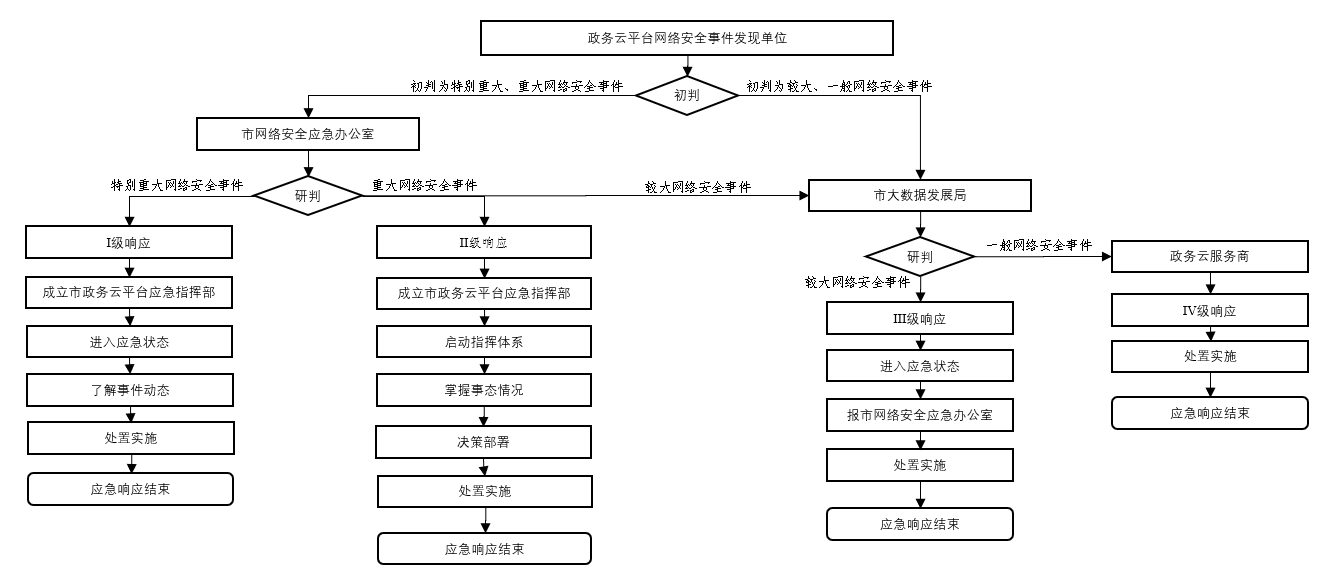 政务云平台网络安全事件发现单位
初判为特别重大、重大网络安全事件
初判
初判为较大、一般网络安全事件
市网络安全应急办公室
特别重大网络安全事件
研判
重大网络安全事件
较大网络安全事件
市大数据发展局
I级响应
成立市政务云平台应急指挥部
进入应急状态
了解事件动态
处置实施
应急响应结束
II级响应
成立市政务云平台应急指挥部
启动指挥体系
掌握事态情况
决策部署
处置实施
应急响应结束
研判
一般网络安全事件
较大网络安全事件
III级响应
进入应急状态
报市网络安全应急办公室
处置实施
应急响应结束
政务云服务商
IV级响应
处置实施
应急响应结束